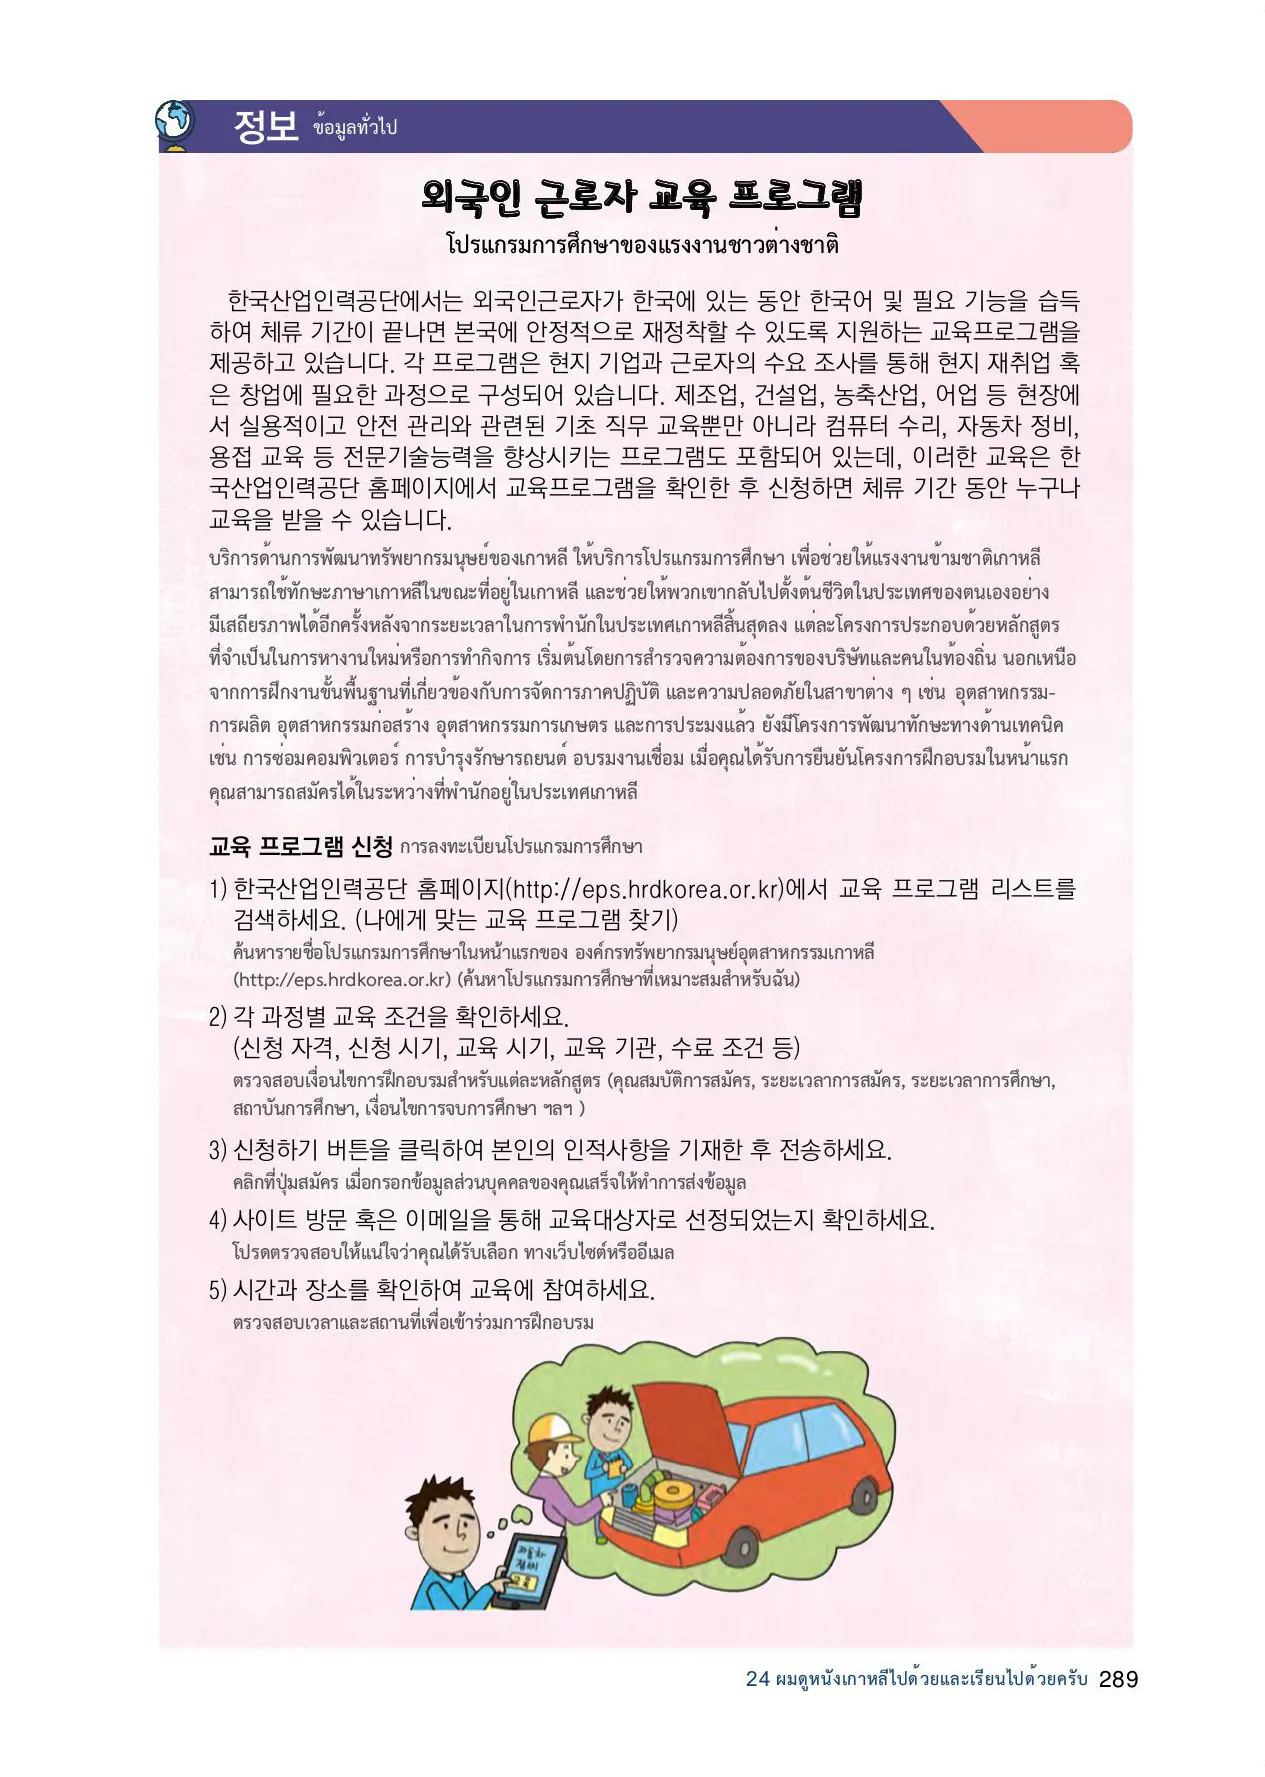 정보 ข้อมูลทั่วไป
외국인 근로자 교육 프로그램
โปรแกรมการศึกษาของแรงงานชาวต่างชาติ
한국산업인력공단에서는 외국인근로자가 한국에 있는 동안 한국어 및 필요 기능을 습득
하여 체류 기간이 끝나면 본국에 안정적으로 재정착할 수 있도록 지원하는 교육프로그램을
제공하고 있습니다. 각 프로그램은 현지 기업과 근로자의 수요 조사를 통해 현지 재취업 혹
은 창업에 필요한 과정으로 구성되어 있습니다. 제조업, 건설업, 농축산업, 어업 등 현장에
서 실용적이고 안전 관리와 관련된 기초 직무 교육뿐만 아니라 컴퓨터 수리, 자동차 정비,
용접 교육 등 전문기술능력을 향상시키는 프로그램도 포함되어 있는데, 이러한 교육은 한
국산업인력공단 홈페이지에서 교육프로그램을 확인한 후 신청하면 체류 기간 동안 누구나
교육을 받을 수 있습니다.
บริการด้านการพัฒนาทรัพยากรมนุษย์ของเกาหลี ให้บริการโปรแกรมการศึกษา เพื่อช่วยให้แรงงานข้ามชาติเกาหลี
สามารถใช้ทักษะภาษาเกาหลีในขณะที่อยู่ในเกาหลี และช่วยให้พวกเขากลับไปตั้งต้นชีวิตในประเทศของตนเองอย่าง
มีเสถียรภาพได้อีกครั้งหลังจากระยะเวลาในการพำนักในประเทศเกาหลีสิ้นสุดลง แต่ละโครงการประกอบด้วยหลักสูตร
ที่จำเป็นในการหางานใหม่หรือการทำกิจการ เริ่มต้นโดยการสำรวจความต้องการของบริษัทและคนในท้องถิ่น นอกเหนือ
จากการฝึกงานขั้นพื้นฐานที่เกี่ยวข้องกับการจัดการภาคปฏิบัติ และความปลอดภัยในสาขาต่าง ๆ เช่น อุตสาหกรรม-
การผลิต อุตสาหกรรมก่อสร้าง อุตสาหกรรมการเกษตร และการประมงแล้ว ยังมีโครงการพัฒนาทักษะทางด้านเทคนิค
เช่น การซ่อมคอมพิวเตอร์ การบำรุงรักษารถยนต์ อบรมงานเชื่อม เมื่อคุณได้รับการยืนยันโครงการฝึกอบรมในหน้าแรก
คุณสามารถสมัครได้ในระหว่างที่พำนักอยู่ในประเทศเกาหลี
교육 프로그램 신청 การลงทะเบียนโปรแกรมการศึกษา
1) 한국산업인력공단 홈페이지(http://eps.hrdkorea.or.kr)에서 교육 프로그램 리스트를
검색하세요. (나에게 맞는 교육 프로그램 찾기)
ค้นหารายชื่อโปรแกรมการศึกษาในหน้าแรกของ องค์กรทรัพยากรมนุษย์อุตสาหกรรมเกาหลี
(http://eps.hrdkorea.or.kr) (ค้นหาโปรแกรมการศึกษาที่เหมาะสมสำหรับฉัน)
2) 각 과정별 교육 조건을 확인하세요.
(신청 자격, 신청 시기, 교육 시기, 교육 기관, 수료 조건 등)
ตรวจสอบเงื่อนไขการฝึกอบรมสำหรับแต่ละหลักสูตร (คุณสมบัติการสมัคร, ระยะเวลาการสมัคร, ระยะเวลาการศึกษา,
สถาบันการศึกษา, เงื่อนไขการจบการศึกษา ฯลฯ )
3) 신청하기 버튼을 클릭하여 본인의 인적사항을 기재한 후 전송하세요.
คลิกที่ปุ่มสมัคร เมื่อกรอกข้อมูลส่วนบุคคลของคุณเสร็จให้ทำการส่งข้อมูล
4) 사이트 방문 혹은 이메일을 통해 교육대상자로 선정되었는지 확인하세요.
โปรดตรวจสอบให้แน่ใจว่าคุณได้รับเลือก ทางเว็บไซต์หรืออีเมล
5) 시간과 장소를 확인하여 교육에 참여하세요.
ตรวจสอบเวลาและสถานที่เพื่อเข้าร่วมการฝึกอบรม
자동차
정비
교육
24 ผมดูหนังเกาหลีไปด้วยและเรียนไปด้วยครับ 289